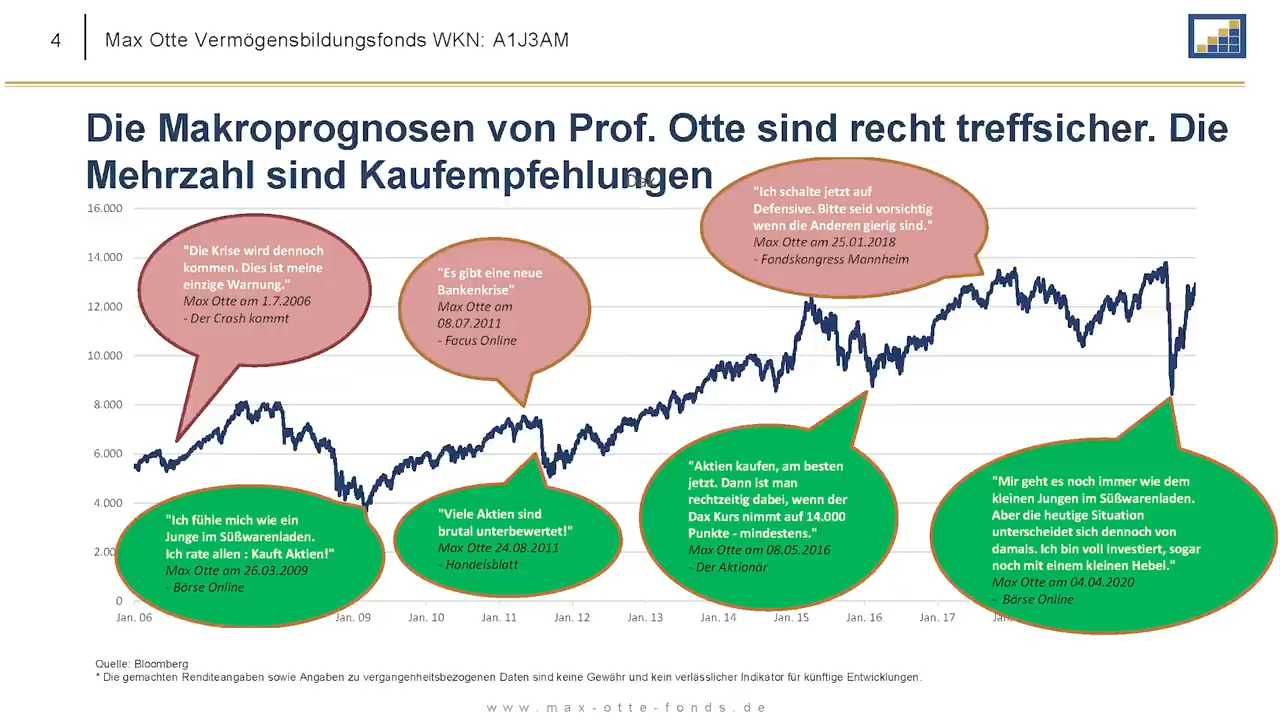 4
Max Otte Vermögensbildungsfonds WKN: A1J3AM
Die Makroprognosen von Prof. Otte sind recht treffsicher. Die
Mehrzahl sind Kaufempfehlungen
16.000
14.000
12.000
10.000
8.000
6.000
4.000
0
"Die Krise wird dennoch
kommen. Dies ist meine
einzige Warnung."
Max Otte am 1.7.2006
- Der Crash kommt
"Es gibt eine neue
Bankenkrise"
Max Otte am
08.07.2011
- Focus Online
"Ich schalte jetzt auf
Defensive. Bitte seid vorsichtig
wenn die Anderen gierig sind."
Max Otte am 25.01.2018
- Fondskongress Mannheim
"Ich fühle mich wie ein
Junge im Süßwarenladen.
Ich rate allen : Kauft Aktien!"
Max Otte am 26.03.2009
- Börse Online
"Viele Aktien sind
brutal unterbewertet!"
Max Otte 24.08.2011
- Handelsblatt
"Aktien kaufen, am besten
jetzt. Dann ist man
rechtzeitig dabei, wenn der
Dax Kurs nimmt auf 14.000
Punkte - mindestens."
Max Otte am 08.05.2016
- Der Aktionär
"Mir geht es noch immer wie dem
kleinen Jungen im Süßwarenladen.
Aber die heutige Situation
unterscheidet sich dennoch von
damals. Ich bin voll investiert, sogar
noch mit einem kleinen Hebel."
Max Otte am 04.04.2020
- Börse Online
Jan. 06 Jan. 09 Jan. 10 Jan. 11 Jan. 12 Jan. 13 Jan. 14 Jan. 15 Jan. 16 Jan. 17
Quelle: Bloomberg
* Die gemachten Renditeangaben sowie Angaben zu vergangenheitsbezogenen Daten sind keine Gewähr und kein verlässlicher Indikator für künftige Entwicklungen.
www.max-otte-fonds.de